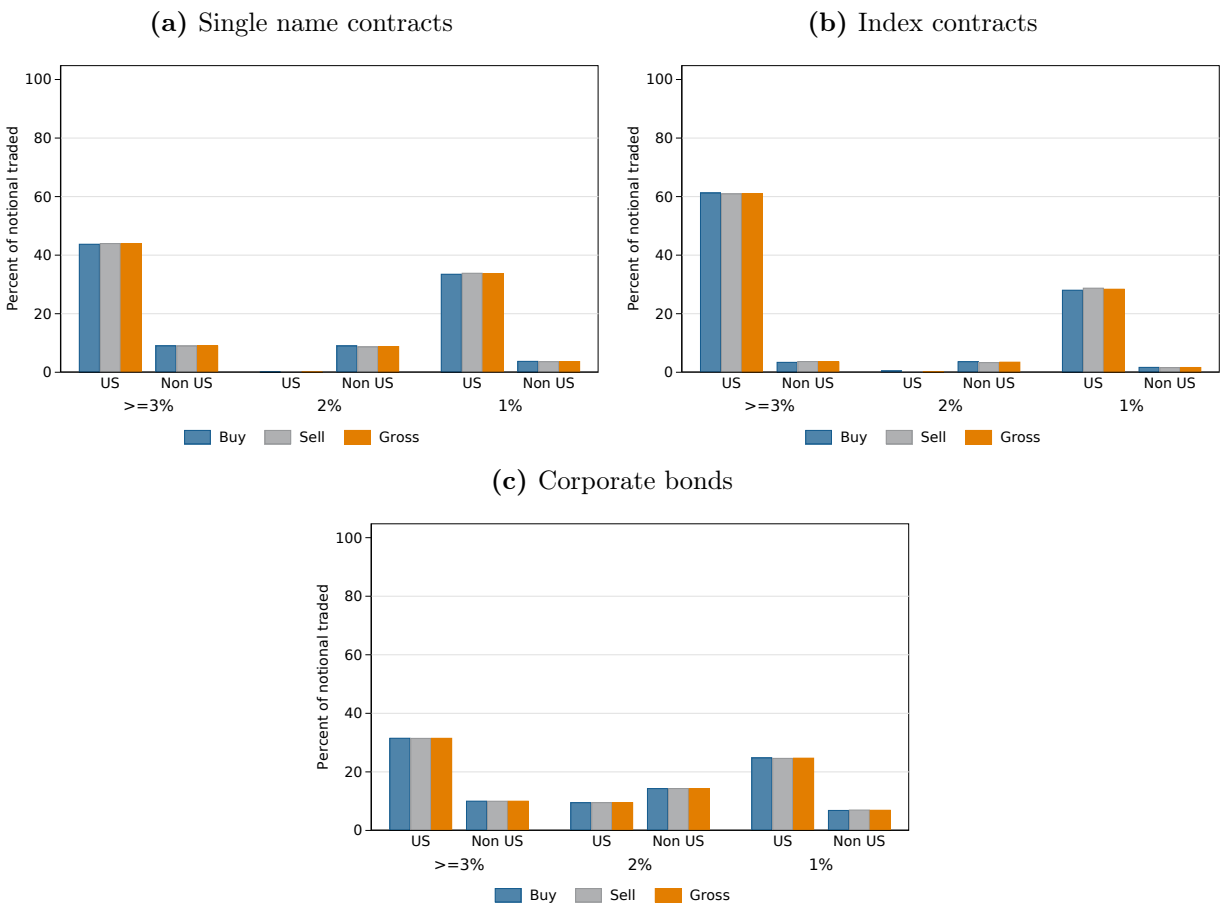 (a) Single name contracts
Percent of notional traded
100
80
60
40
20
0
US Non US US Non US US Non US
>=3% 2% 1%
Buy Sell Gross
(b) Index contracts
Percent of notional traded
100
80
60
40
20
0
US Non US US Non US US Non US
>=3% 2% 1%
Buy Sell Gross
(c) Corporate bonds
Percent of notional traded
100
80
60
40
20
0
US Non US US Non US US Non US
>=3% 2% 1%
Buy Sell Gross